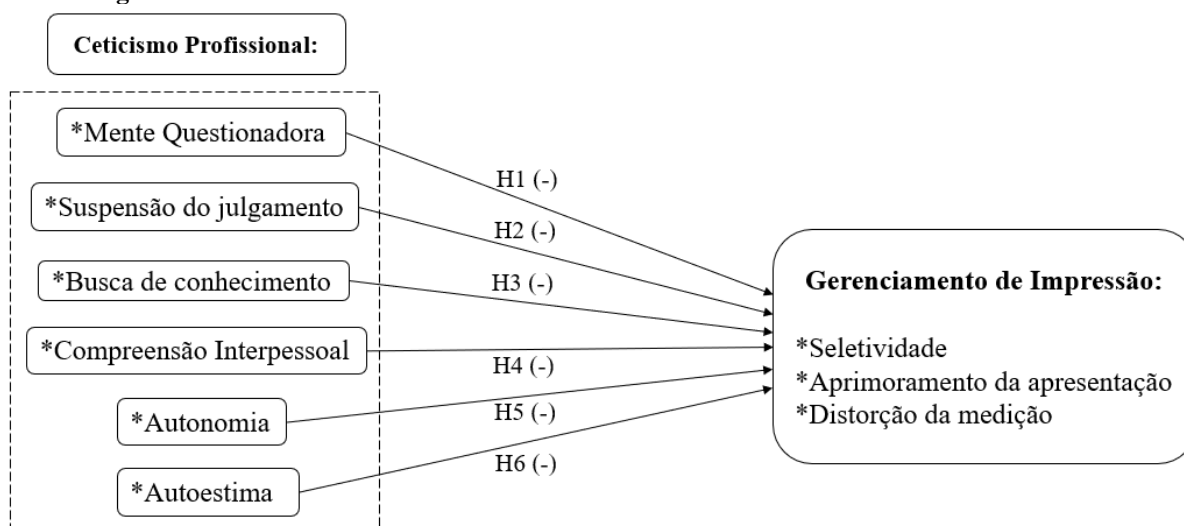 Ceticismo Profissional:
*Mente Questionadora
*Suspensão do julgamento
*Busca de conhecimento
*Compreensão Interpessoal
*Autonomia
*Autoestima
H1 (-)
H2 (-)
H3 (-)
H4 (-)
H5 (-)
H6 (-)
Gerenciamento de Impressão:
*Seletividade
*Aprimoramento da apresentação
*Distorção da medição